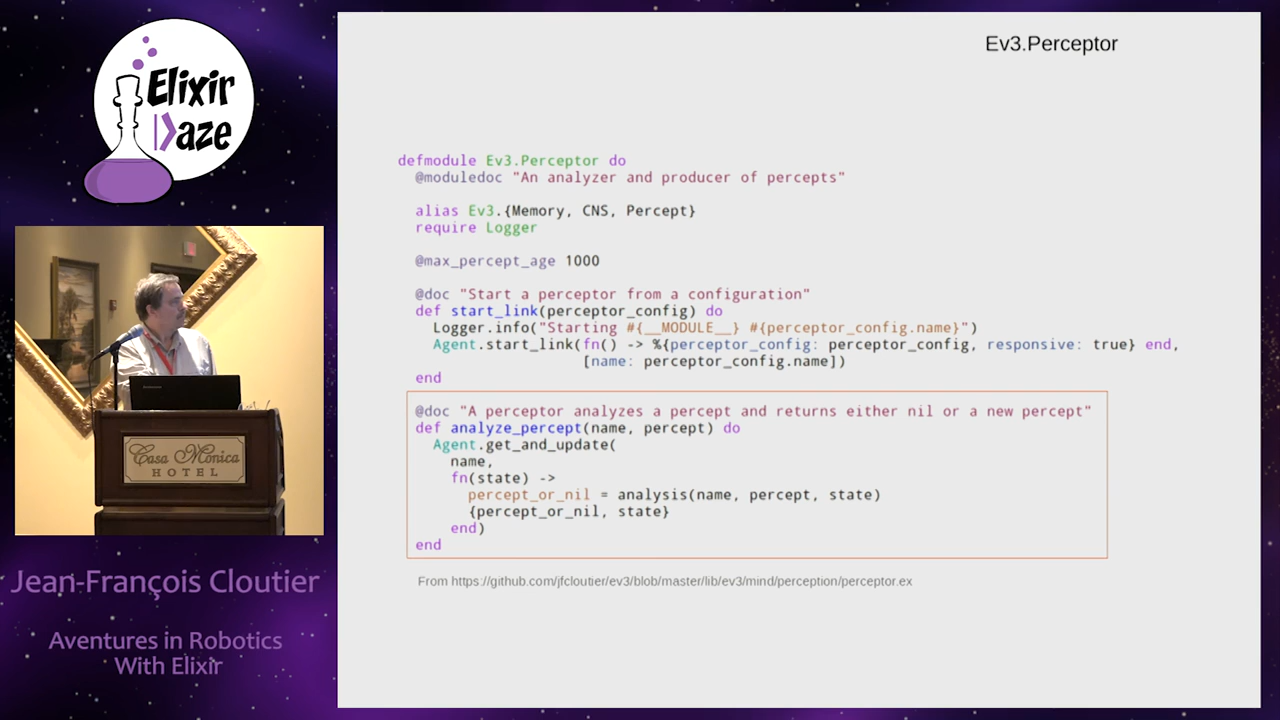 Elixir
Daze
Casa Monica
HOTEL
Jean-François Cloutier
Aventures in Robotics
With Elixir
Ev3.Perceptor
defmodule Ev3.Perceptor do
  @moduledoc "An analyzer and producer of percepts"
  alias Ev3.{Memory, CNS, Percept}
  require Logger
  @max_percept_age 1000
  @doc "Start a perceptor from a configuration"
  def start_link(perceptor_config) do
    Logger.info("Starting #{__MODULE__} #{perceptor_config.name}")
    Agent.start_link(fn() -> %{perceptor_config: perceptor_config, responsive: true} end,
                     [name: perceptor_config.name])
  end
  @doc "A perceptor analyzes a percept and returns either nil or a new percept"
  def analyze_percept(name, percept) do
    Agent.get_and_update(
      name,
      fn(state) ->
        percept_or_nil = analysis(name, percept, state)
        {percept_or_nil, state}
      end)
  end
From https://github.com/jfcloutier/ev3/blob/master/lib/ev3/mind/perception/perceptor.ex